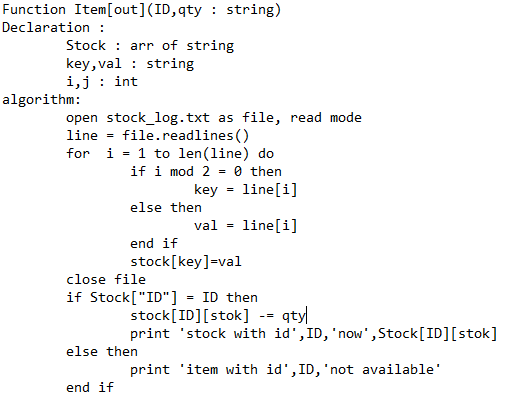 Function Item[out](ID,qty : string)
Declaration :
Stock : arr of string
key,val : string
i,j : int
algorithm:
open stock_log.txt as file, read mode
line = file.readlines()
for  i = 1 to len(line) do
if i mod 2 = 0 then
key = line[i]
else then
val = line[i]
end if
stock[key]=val
close file
if Stock["ID"] = ID then
stock[ID][stok] -= qty
print 'stock with id',ID,'now',Stock[ID][stok]
else then
print 'item with id',ID,'not available'
end if